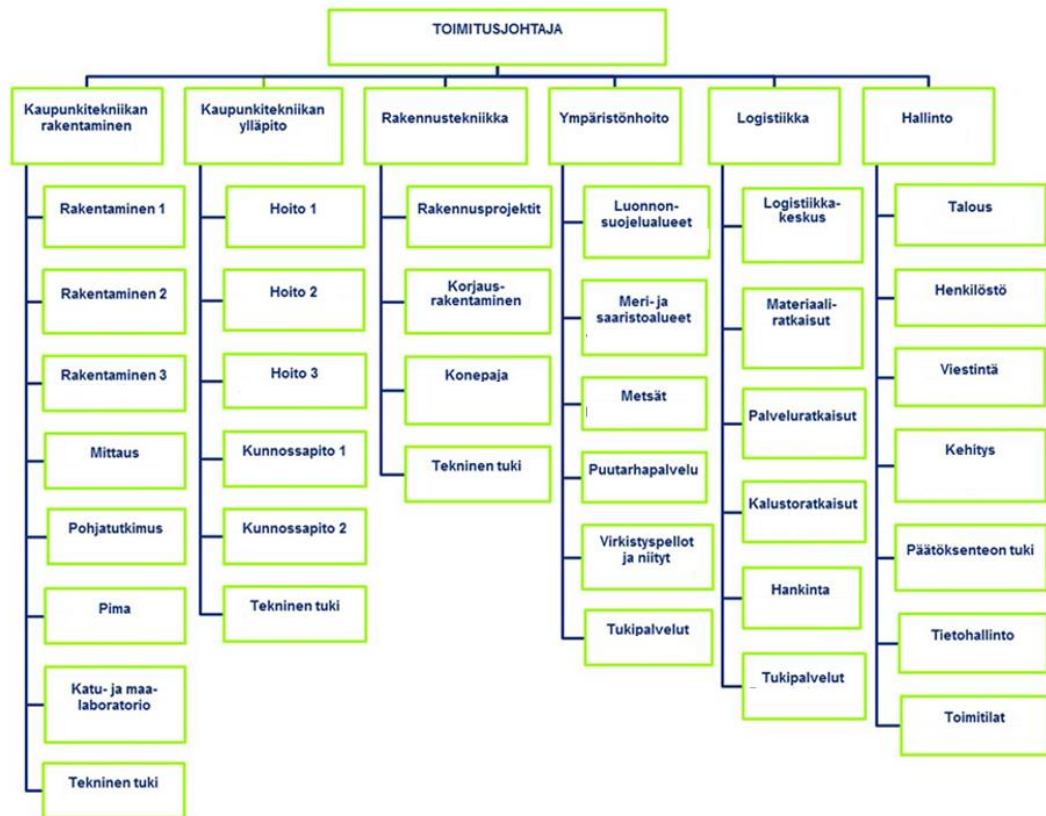 TOIMITUSJOHTAJA
Kaupunkitekniikan
rakentaminen
Rakentaminen 1
Rakentaminen 2
Rakentaminen 3
Mittaus
Pohjatutkimus
Pima
Katu- ja maa-
laboratorio
Tekninen tuki
Kaupunkitekniikan
ylläpito
Hoito 1
Hoito 2
Hoito 3
Kunnossapito 1
Kunnossapito 2
Tekninen tuki
Rakennustekniikka
Rakennusprojektit
Korjaus-
rakentaminen
Konepaja
Tekninen tuki
Ympäristönhoito
Luonnon-
suojelualueet
Meri- ja
saaristoalueet
Metsät
Puutarhapalvelu
Virkistyspellot
ja niityt
Tukipalvelut
Logistiikka
Logistiikka-
keskus
Materiaali-
ratkaisut
Palveluratkaisut
Kalustoratkaisut
Hankinta
Tukipalvelut
Hallinto
Talous
Henkilöstö
Viestintä
Kehitys
Päätöksenteon tuki
Tietohallinto
Toimitilat